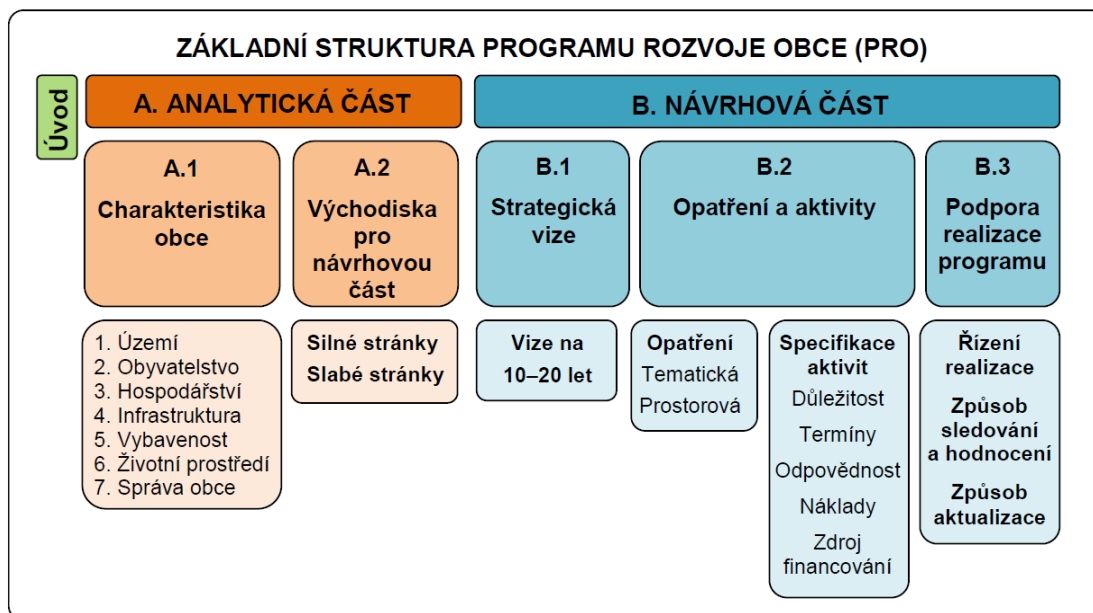 ZÁKLADNÍ STRUKTURA PROGRAMU ROZVOJE OBCE (PRO)
Úvod
A. ANALYTICKÁ ČÁST
B. NÁVRHOVÁ ČÁST
A.1
Charakteristika
obce
A.2
Východiska
pro
návrhovou
část
B.1
Strategická
vize
B.2
Opatření a aktivity
B.3
Podpora
realizace
programu
1. Území
2. Obyvatelstvo
3. Hospodářství
4. Infrastruktura
5. Vybavenost
6. Životní prostředí
7. Správa obce
Silné stránky
Slabé stránky
Vize na
10–20 let
Opatření
Tematická
Prostorová
Specifikace
aktivit
Důležitost
Termíny
Odpovědnost
Náklady
Zdroj
financování
Řízení
realizace
Způsob
sledování
a hodnocení
Způsob
aktualizace